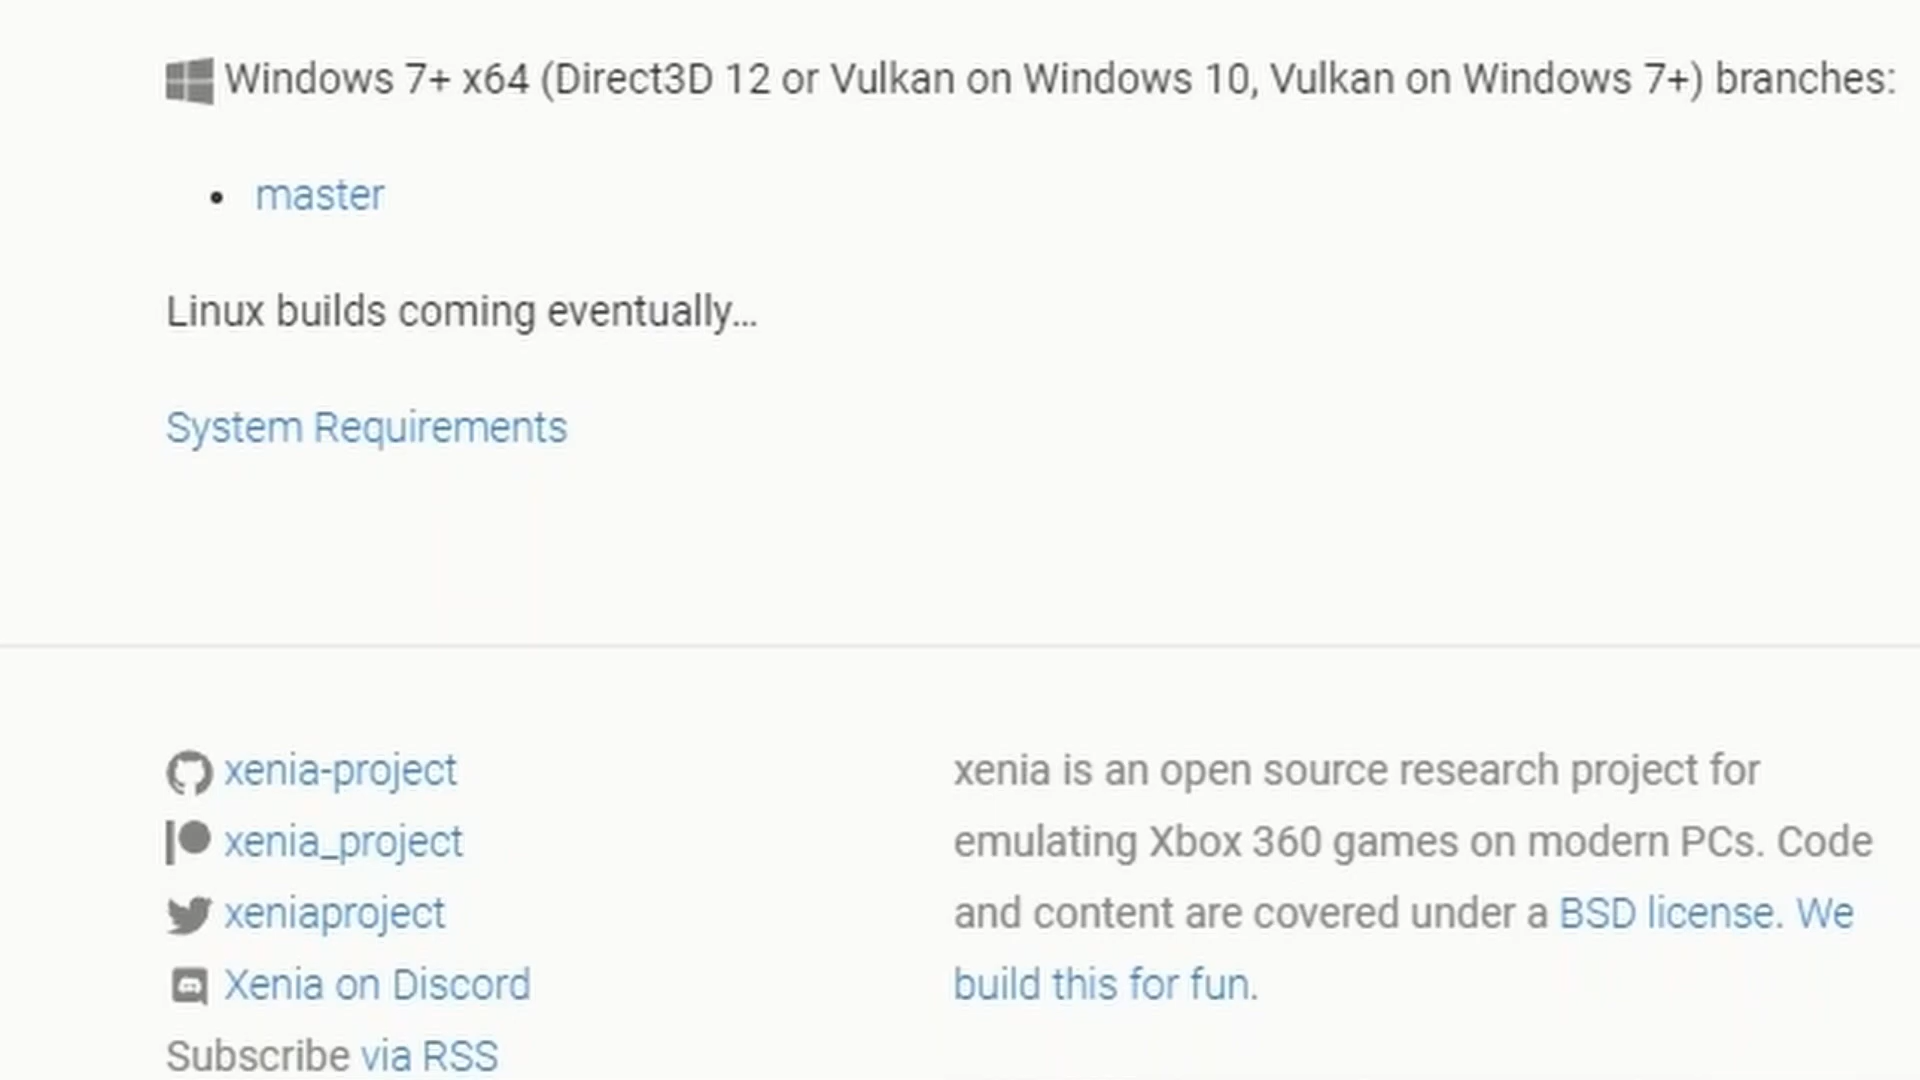 Windows 7+ x64 (Direct3D 12 or Vulkan on Windows 10, Vulkan on Windows 7+) branches:
• master
Linux builds coming eventually…
System Requirements
xenia-project
xenia_project
xeniaproject
Xenia on Discord
Subscribe via RSS
xenia is an open source research project for
emulating Xbox 360 games on modern PCs. Code
and content are covered under a BSD license. We
build this for fun.